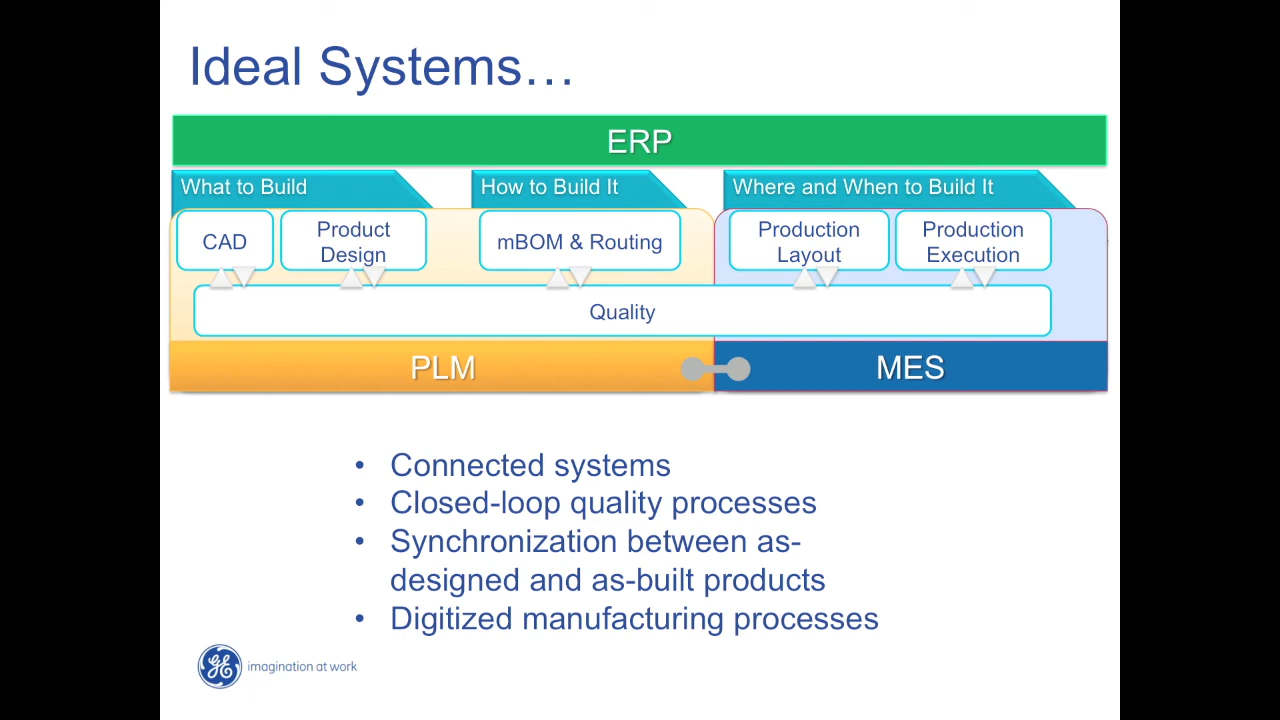 Ideal Systems…
ERP
What to Build
How to Build It
Where and When to Build It
CAD
Product
Design
mBOM & Routing
Production
Layout
Production
Execution
Quality
PLM
MES
• Connected systems
• Closed-loop quality processes
• Synchronization between as-
designed and as-built products
• Digitized manufacturing processes
GE imagination at work